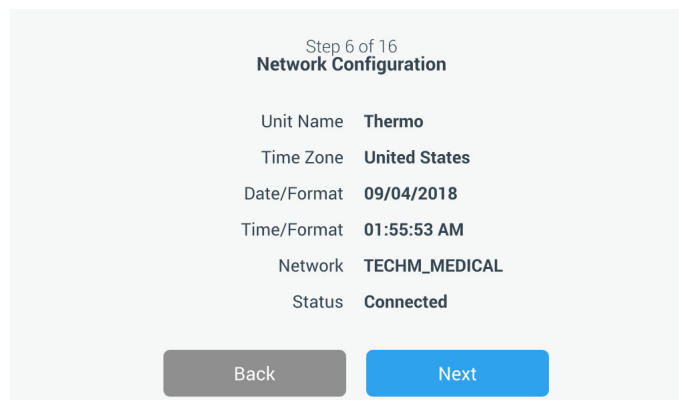 Step 6 of 16
Network Configuration
Unit Name Thermo
Time Zone United States
Date/Format 09/04/2018
Time/Format 01:55:53 AM
Network TECHM_MEDICAL
Status Connected
Back Next